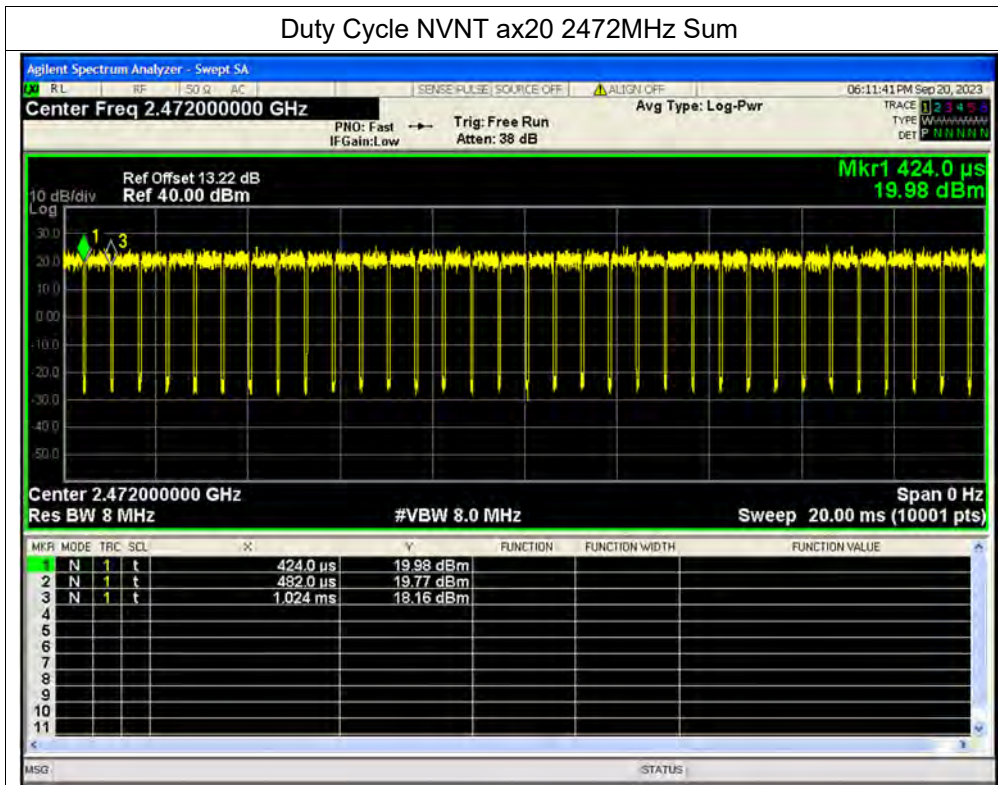 Duty Cycle NVNT ax20 2472MHz Sum
Agilent Spectrum Analyzer - Swept SA
RL RF 50 Ω AC SENSE:PULSE SOURCE OFF ALIGN OFF 06:11:41 PM Sep 20, 2023
Center Freq 2.472000000 GHz Avg Type: Log-Pwr TRACE 1 2 3 4 5 6
PNO: Fast Trig: Free Run TYPE W
IFGain:Low Atten: 38 dB DET P N N N N N
Mkr1 424.0 µs
Ref Offset 13.22 dB
10 dB/div Ref 40.00 dBm 19.98 dBm
Log
30.0
1 3
20.0
10.0
0.00
-10.0
-20.0
-30.0
-40.0
-50.0
Center 2.472000000 GHz Span 0 Hz
Res BW 8 MHz #VBW 8.0 MHz Sweep 20.00 ms (10001 pts)
MKR MODE TRC SCL X Y FUNCTION FUNCTION WIDTH FUNCTION VALUE
1 N 1 t 424.0 µs 19.98 dBm
2 N 1 t 482.0 µs 19.77 dBm
3 N 1 t 1.024 ms 18.16 dBm
4
5
6
7
8
9
10
11
MSG STATUS